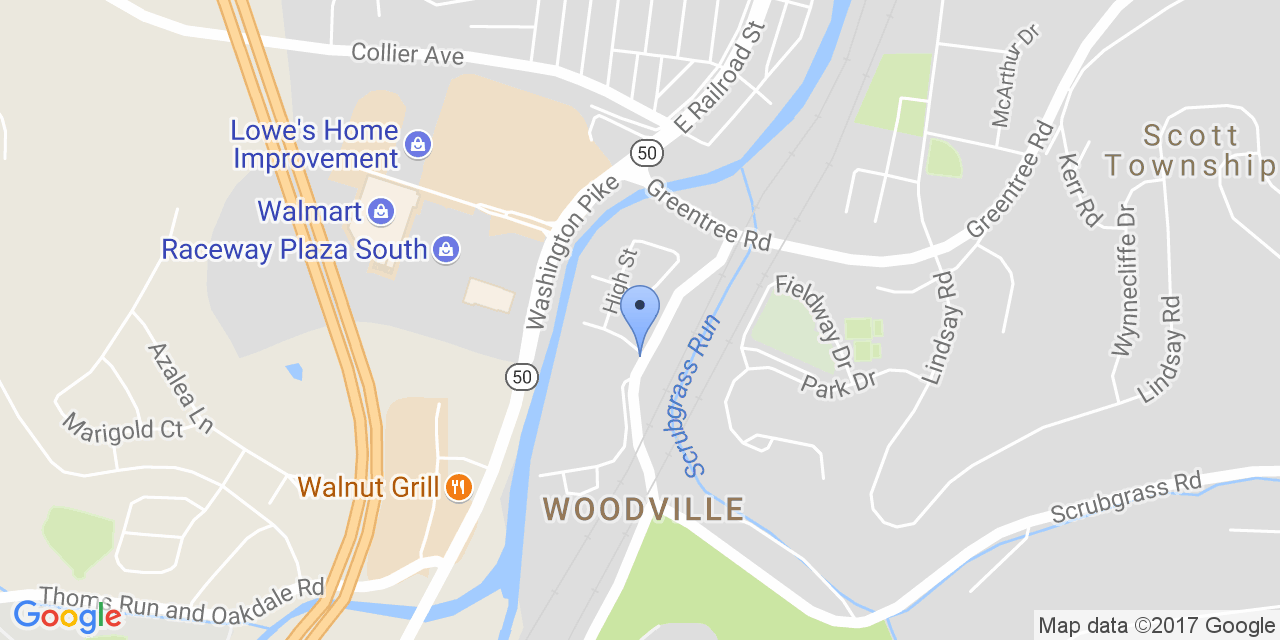 Collier Ave
E Railroad St
McArthur Dr
Lowe's Home
Improvement
50
Scott
Township
Greentree Rd
Kerr Rd
Walmart
Washington Pike
Greentree Rd
Raceway Plaza South
High St
Wynnecliffe Dr
Fieldway Dr
Lindsay Rd
Lindsay Rd
Scrubgrass Run
Azalea Ln
50
Park Dr
Marigold Ct
Walnut Grill
WOODVILLE
Scrubgrass Rd
Thoms Run and Oakdale Rd
Google
Map data ©2017 Google